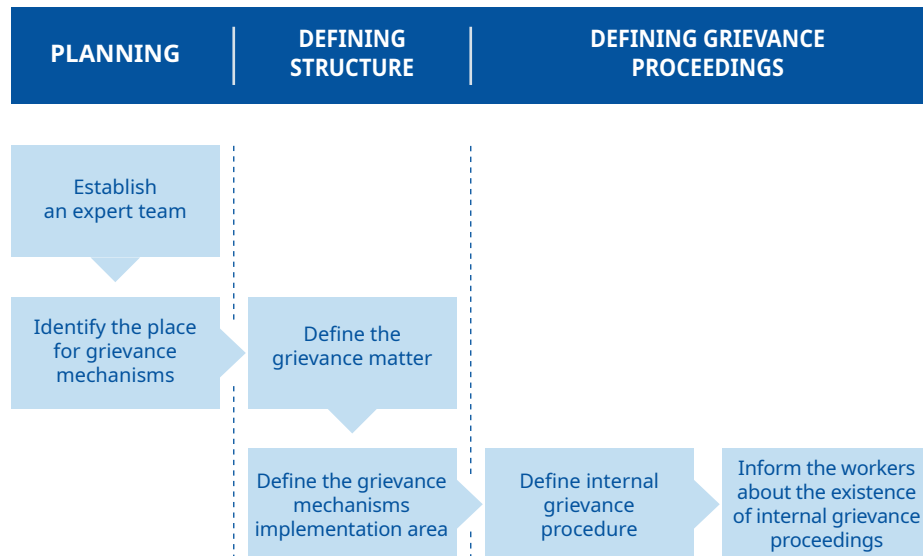 PLANNING
DEFINING
STRUCTURE
DEFINING GRIEVANCE
PROCEEDINGS
Establish
an expert team
Identify the place
for grievance
mechanisms
Define the
grievance matter
Define the grievance
mechanisms
implementation area
Define internal
grievance
procedure
Inform the workers
about the existence
of internal grievance
proceedings